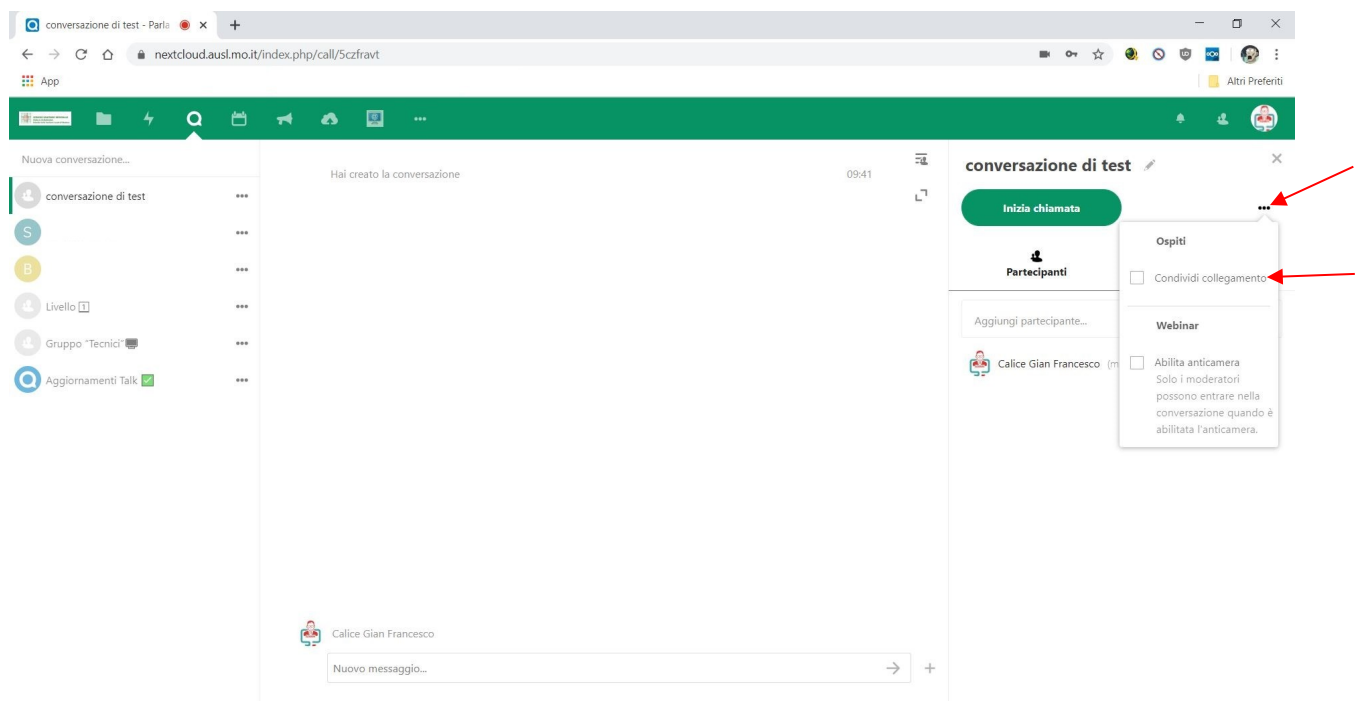 conversazione di test - Parla
nextcloud.ausl.mo.it/index.php/call/5czfravt
App
Altri Preferiti
Nuova conversazione...
conversazione di test
S
B
Livello 1
Gruppo "Tecnici"
Aggiornamenti Talk
Hai creato la conversazione 09:41
Calice Gian Francesco
Nuovo messaggio...
conversazione di test
Inizia chiamata
Partecipanti
Aggiungi partecipante...
Calice Gian Francesco (m
Ospiti
Condividi collegamento
Webinar
Abilita anticamera
Solo i moderatori
possono entrare nella
conversazione quando è
abilitata l'anticamera.